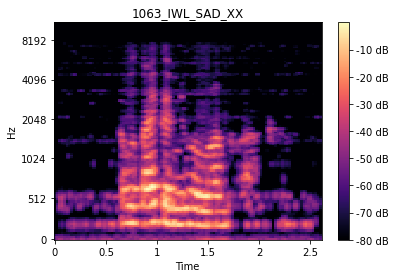 1063_IWL_SAD_XX
8192
4096
2048
1024
512
0
Hz
0
0.5
1
1.5
2
2.5
Time
-10 dB
-20 dB
-30 dB
-40 dB
-50 dB
-60 dB
-70 dB
-80 dB